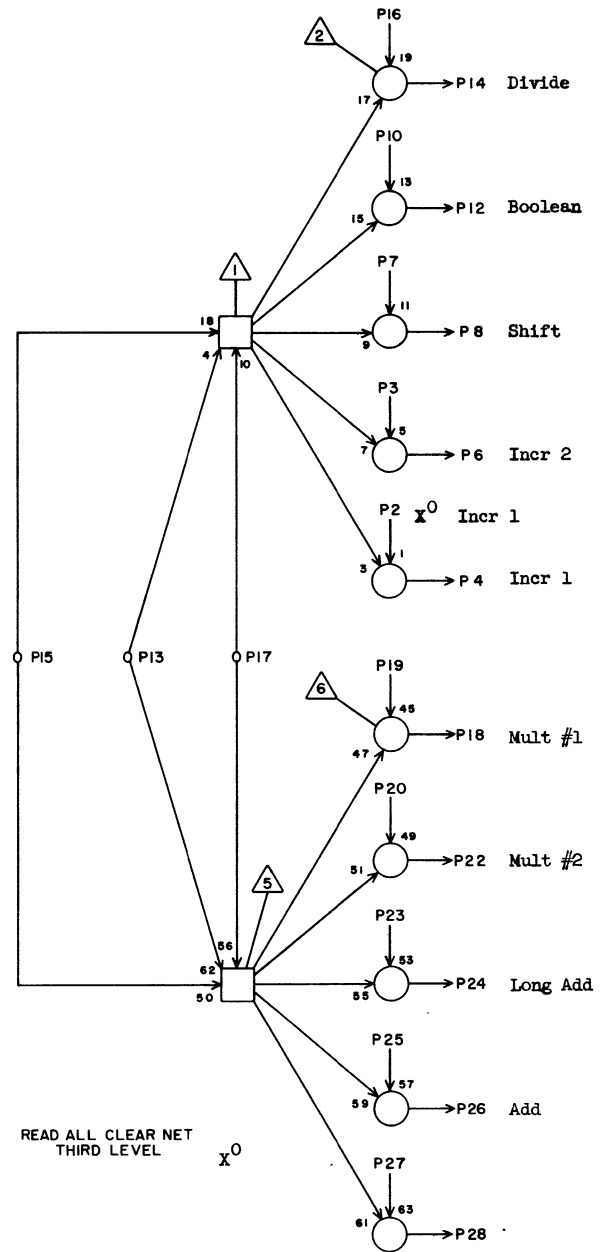 P16
2
19
17
P14 Divide
P10
13
15
P12 Boolean
P7
1
11
18
9
P8 Shift
4
10
P3
5
7
P6 Incr 2
P2 X⁰ Incr 1
1
3
P4 Incr 1
P15
P13
P17
P19
6
45
47
P18 Mult #1
P20
49
51
P22 Mult #2
5
P23
53
56
62
50
55
P24 Long Add
P25
57
59
P26 Add
READ ALL CLEAR NET
THIRD LEVEL X⁰
P27
63
61
P28